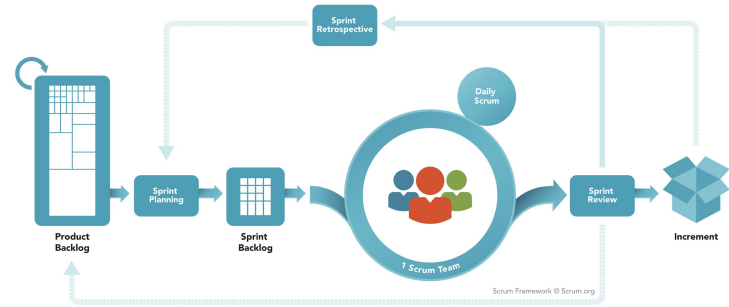 Sprint
Retrospective
Daily
Scrum
Sprint
Planning
Sprint
Review
Product
Backlog
Sprint
Backlog
1 Scrum Team
Increment
Scrum Framework © Scrum.org